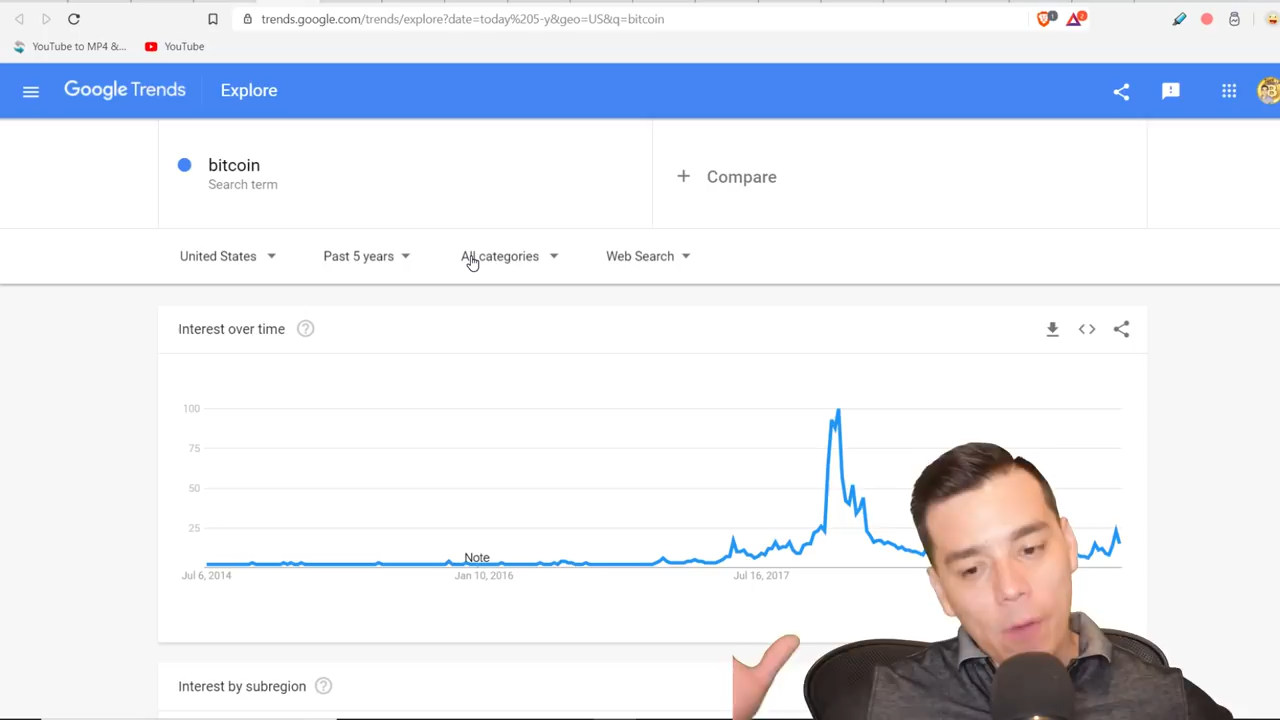 trends.google.com/trends/explore?date=today%205-y&geo=US&q=bitcoin
1
2
YouTube to MP4 &...
YouTube
Google Trends
Explore
bitcoin
Search term
+ Compare
United States
Past 5 years
All categories
Web Search
Interest over time
100
75
50
25
Note
Jul 6, 2014
Jan 10, 2016
Jul 16, 2017
Interest by subregion